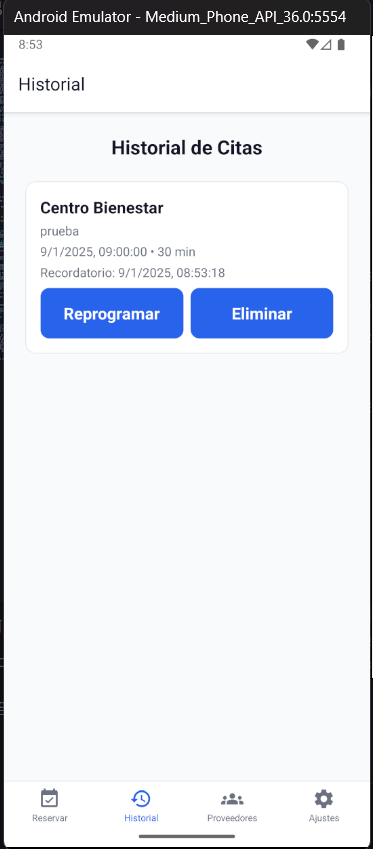 Android Emulator - Medium_Phone_API_36.0:5554
8:53
Historial
Historial de Citas
Centro Bienestar
prueba
9/1/2025, 09:00:00 • 30 min
Recordatorio: 9/1/2025, 08:53:18
Reprogramar Eliminar
Reservar Historial Proveedores Ajustes